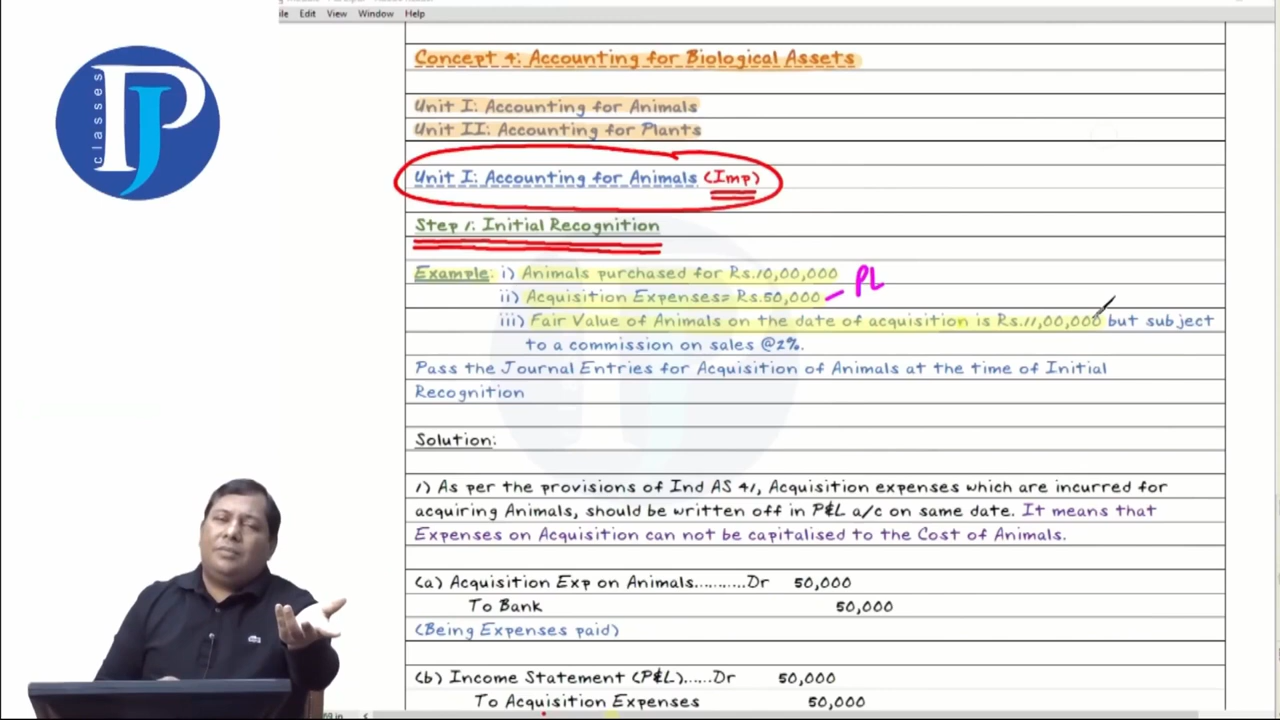 Edit View Window Help
classes
PJ
Concept 4: Accounting for Biological Assets
Unit I: Accounting for Animals
Unit II: Accounting for Plants
Unit I: Accounting for Animals (Imp)
Step 1: Initial Recognition
Example: i) Animals purchased for Rs.10,00,000
PL
ii) Acquisition Expenses= Rs.50,000
iii) Fair Value of Animals on the date of acquisition is Rs.11,00,000 but subject
to a commission on sales @2%.
Pass the Journal Entries for Acquisition of Animals at the time of Initial
Recognition
Solution:
1) As per the provisions of Ind AS 41, Acquisition expenses which are incurred for
acquiring Animals, should be written off in P&L a/c on same date. It means that
Expenses on Acquisition can not be capitalised to the Cost of Animals.
(a) Acquisition Exp on Animals...........Dr 50,000
To Bank 50,000
(Being Expenses paid)
(b) Income Statement (P&L)......Dr 50,000
To Acquisition Expenses 50,000